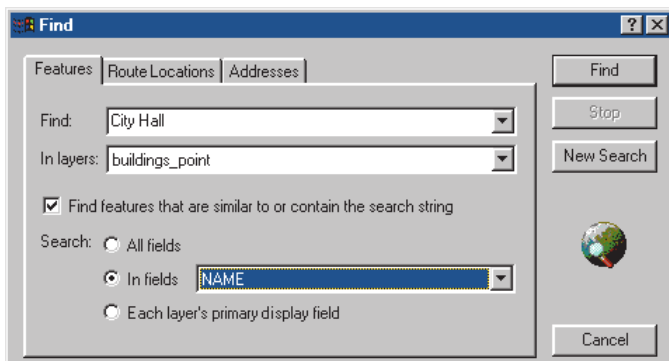 Find
Features Route Locations Addresses
Find: City Hall
In layers: buildings_point
Find features that are similar to or contain the search string
Search: All fields
In fields NAME
Each layer's primary display field
Find
Stop
New Search
Cancel